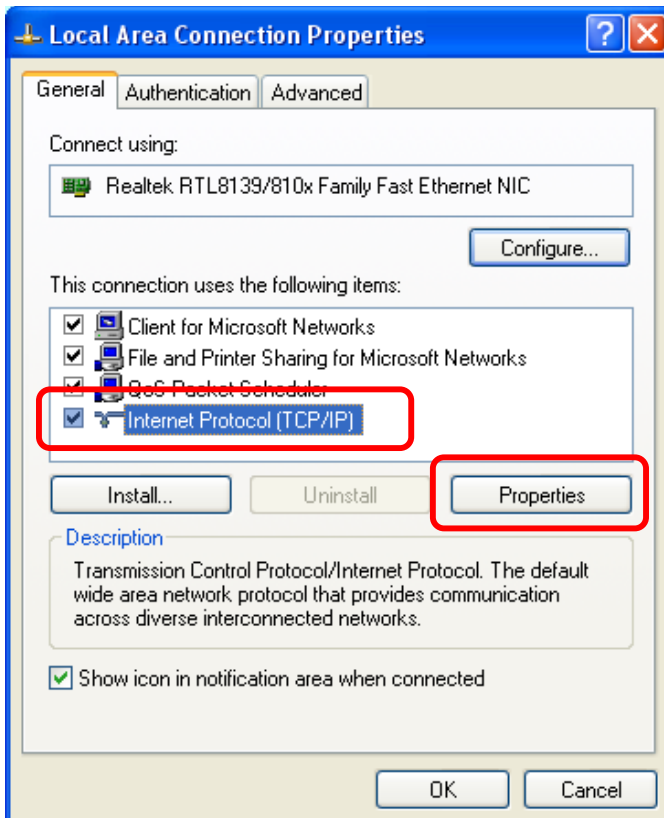 Local Area Connection Properties
General Authentication Advanced
Connect using:
Realtek RTL8139/810x Family Fast Ethernet NIC
Configure...
This connection uses the following items:
Client for Microsoft Networks
File and Printer Sharing for Microsoft Networks
QoS Packet Scheduler
Internet Protocol (TCP/IP)
Install... Uninstall Properties
Description
Transmission Control Protocol/Internet Protocol. The default
wide area network protocol that provides communication
across diverse interconnected networks.
Show icon in notification area when connected
OK Cancel